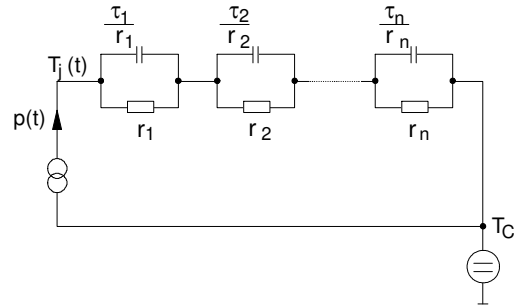 τ1 τ2 τn
r1 r2 rn
Tj (t)
p(t)
r1 r2 rn
TC